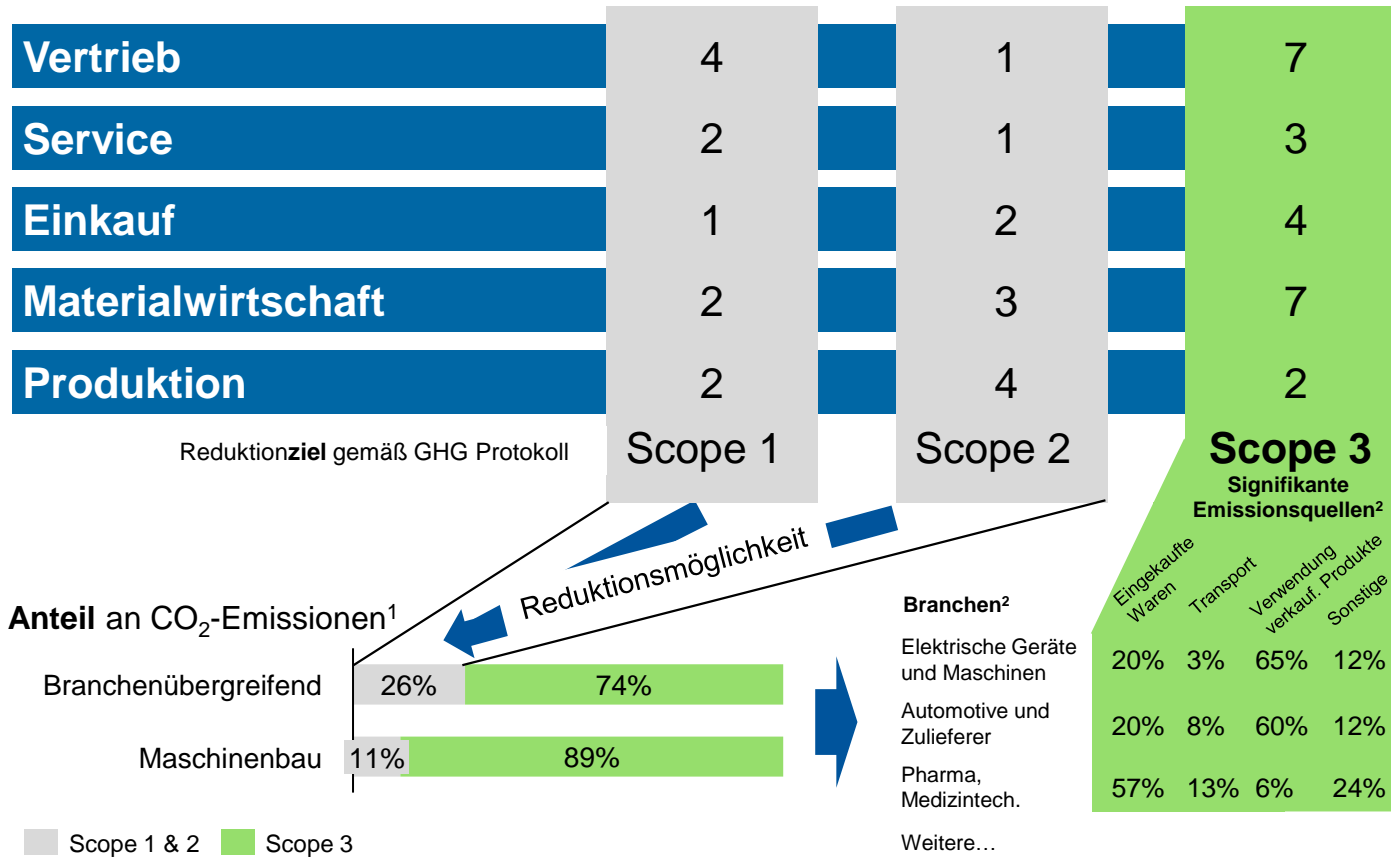 Vertrieb 4 1 7
Service 2 1 3
Einkauf 1 2 4
Materialwirtschaft 2 3 7
Produktion 2 4 2
Reduktionziel gemäß GHG Protokoll Scope 1 Scope 2 Scope 3
Signifikante
Emissionsquellen²
Reduktionsmöglichkeit
Eingekaufte
Waren
Transport
Verwendung
verkauf. Produkte
Sonstige
Anteil an CO₂-Emissionen¹
Branchenübergreifend 26% 74%
Maschinenbau 11% 89%
Scope 1 & 2 Scope 3
Branchen²
Elektrische Geräte
und Maschinen
20% 3% 65% 12%
Automotive und
Zulieferer
20% 8% 60% 12%
Pharma,
Medizintech.
57% 13% 6% 24%
Weitere…